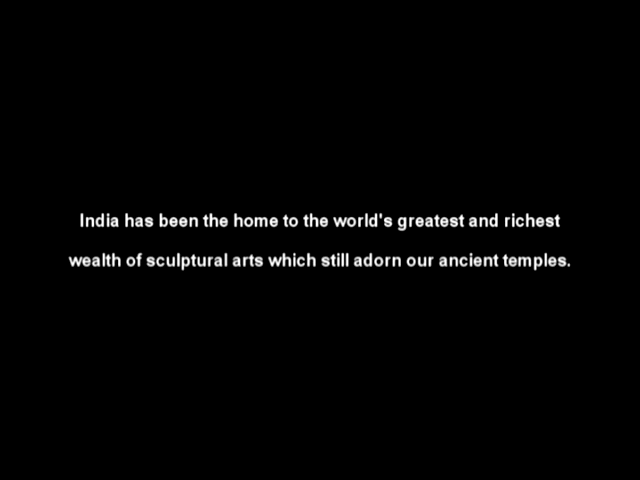 India has been the home to the world's greatest and richest
wealth of sculptural arts which still adorn our ancient temples.